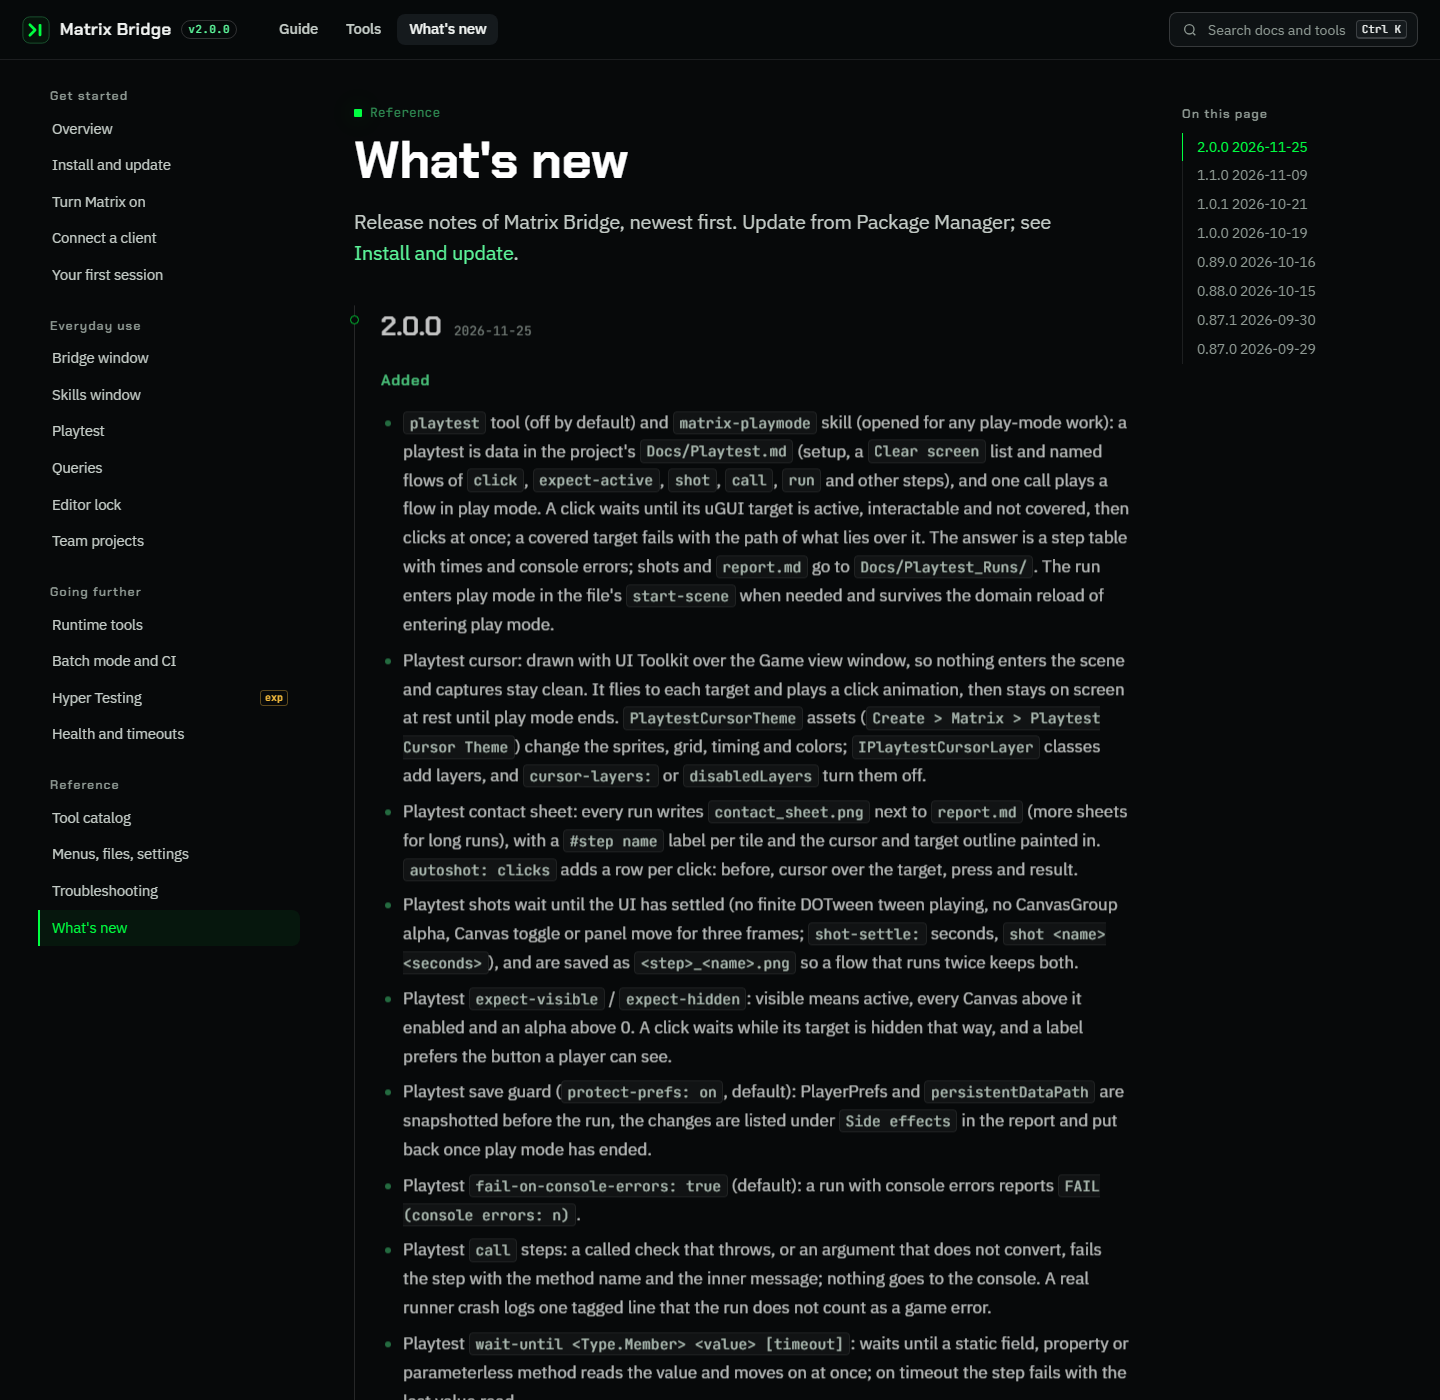 Matrix Bridge v2.0.0 Guide Tools What's new Search docs and tools Ctrl K
Get started
Overview
Install and update
Turn Matrix on
Connect a client
Your first session
Everyday use
Bridge window
Skills window
Playtest
Queries
Editor lock
Team projects
Going further
Runtime tools
Batch mode and CI
Hyper Testing exp
Health and timeouts
Reference
Tool catalog
Menus, files, settings
Troubleshooting
What's new
Reference
What's new
Release notes of Matrix Bridge, newest first. Update from Package Manager; see
Install and update.
2.0.0 2026-11-25
Added
playtest tool (off by default) and matrix-playmode skill (opened for any play-mode work): a
playtest is data in the project's Docs/Playtest.md (setup, a Clear screen list and named
flows of click, expect-active, shot, call, run and other steps), and one call plays a
flow in play mode. A click waits until its uGUI target is active, interactable and not covered, then
clicks at once; a covered target fails with the path of what lies over it. The answer is a step table
with times and console errors; shots and report.md go to Docs/Playtest_Runs/. The run
enters play mode in the file's start-scene when needed and survives the domain reload of
entering play mode.
Playtest cursor: drawn with UI Toolkit over the Game view window, so nothing enters the scene
and captures stay clean. It flies to each target and plays a click animation, then stays on screen
at rest until play mode ends. PlaytestCursorTheme assets (Create > Matrix > Playtest
Cursor Theme) change the sprites, grid, timing and colors; IPlaytestCursorLayer classes
add layers, and cursor-layers: or disabledLayers turn them off.
Playtest contact sheet: every run writes contact_sheet.png next to report.md (more sheets
for long runs), with a #step name label per tile and the cursor and target outline painted in.
autoshot: clicks adds a row per click: before, cursor over the target, press and result.
Playtest shots wait until the UI has settled (no finite DOTween tween playing, no CanvasGroup
alpha, Canvas toggle or panel move for three frames; shot-settle: seconds, shot <name>
<seconds>), and are saved as <step>_<name>.png so a flow that runs twice keeps both.
Playtest expect-visible / expect-hidden: visible means active, every Canvas above it
enabled and an alpha above 0. A click waits while its target is hidden that way, and a label
prefers the button a player can see.
Playtest save guard (protect-prefs: on, default): PlayerPrefs and persistentDataPath are
snapshotted before the run, the changes are listed under Side effects in the report and put
back once play mode has ended.
Playtest fail-on-console-errors: true (default): a run with console errors reports FAIL
(console errors: n).
Playtest call steps: a called check that throws, or an argument that does not convert, fails
the step with the method name and the inner message; nothing goes to the console. A real
runner crash logs one tagged line that the run does not count as a game error.
Playtest wait-until <Type.Member> <value> [timeout]: waits until a static field, property or
parameterless method reads the value and moves on at once; on timeout the step fails with the
On this page
2.0.0 2026-11-25
1.1.0 2026-11-09
1.0.1 2026-10-21
1.0.0 2026-10-19
0.89.0 2026-10-16
0.88.0 2026-10-15
0.87.1 2026-09-30
0.87.0 2026-09-29